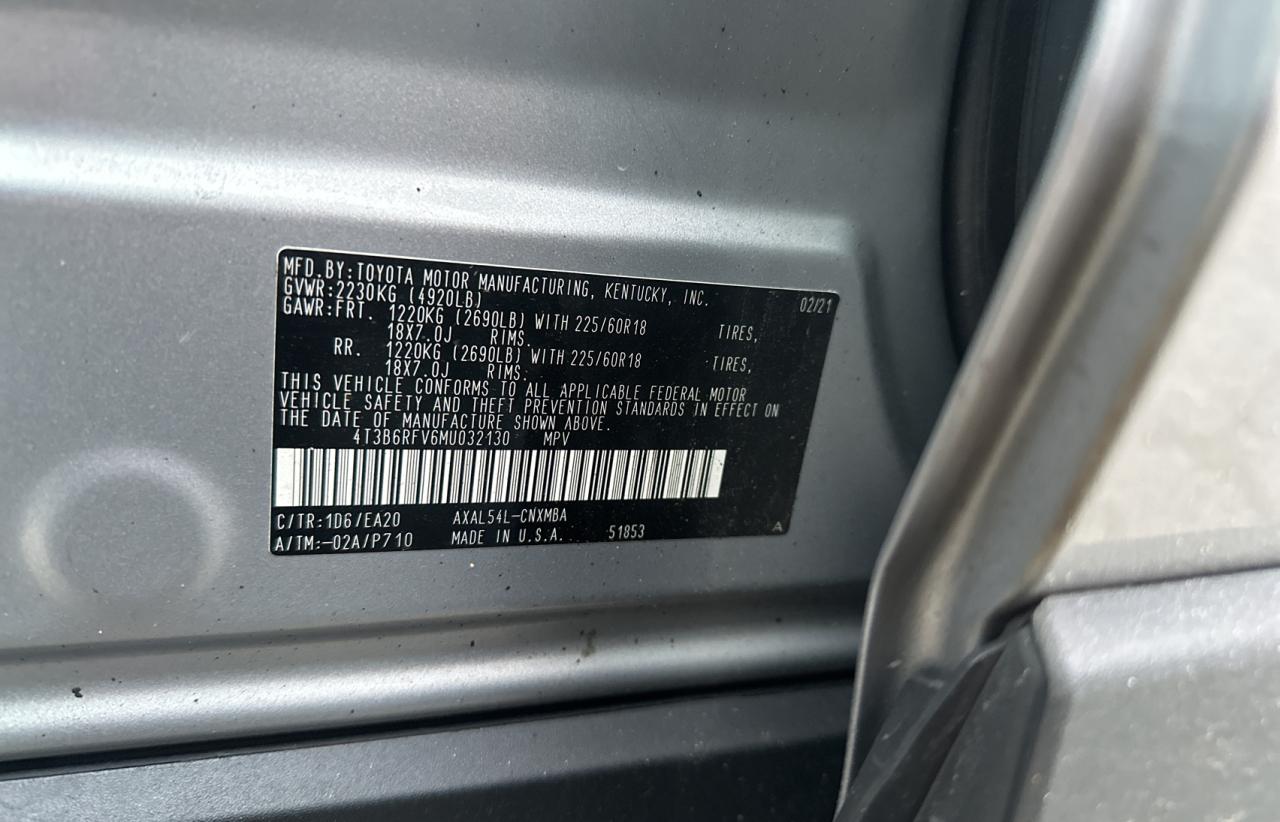 MFD.BY:TOYOTA MOTOR MANUFACTURING, KENTUCKY, INC. 02/21
GVWR:2230KG (4920LB)
GAWR:FRT. 1220KG (2690LB) WITH 225/60R18 TIRES,
18X7.0J RIMS.
RR. 1220KG (2690LB) WITH 225/60R18 TIRES,
18X7.0J RIMS.
THIS VEHICLE CONFORMS TO ALL APPLICABLE FEDERAL MOTOR
VEHICLE SAFETY AND THEFT PREVENTION STANDARDS IN EFFECT ON
THE DATE OF MANUFACTURE SHOWN ABOVE.
4T3B6RFV6MU032130 MPV
C/TR:1D6/EA20 AXAL54L-CNXMBA
A/TM:-02A/P710 MADE IN U.S.A. 51853 A